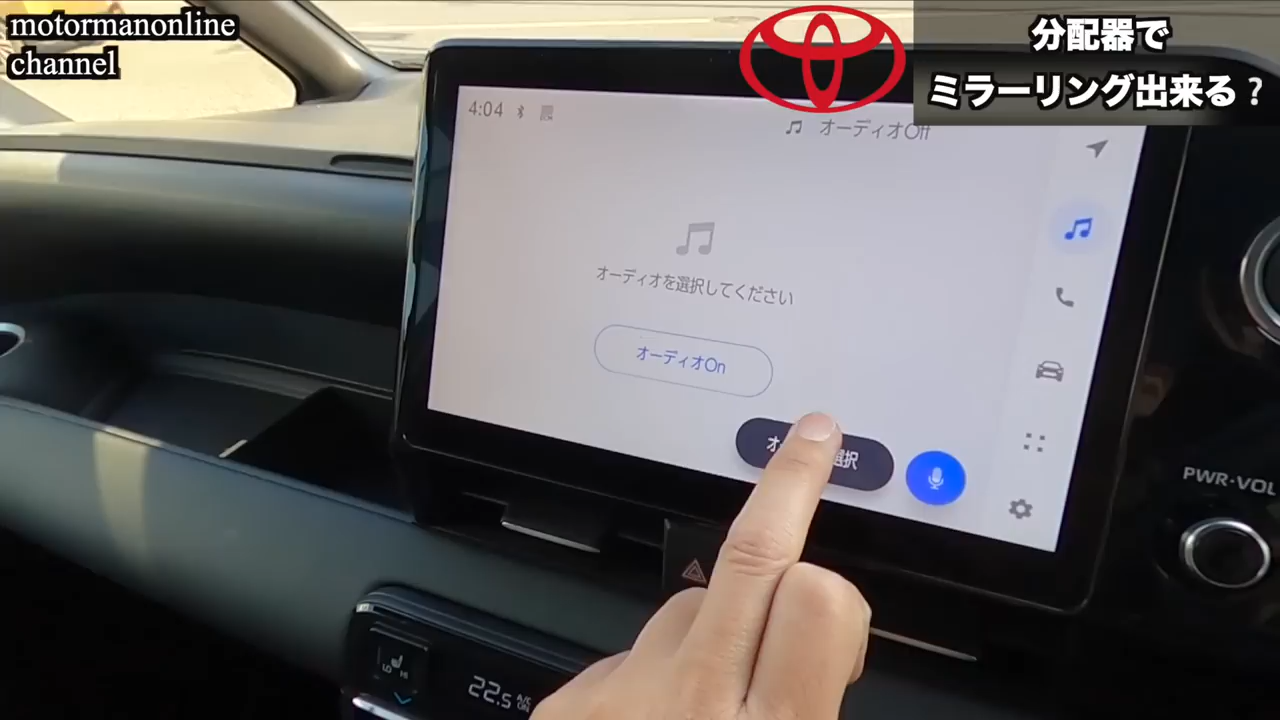 motormanonline
channel
分配器で
ミラーリング出来る?
4:04
オーディオOff
オーディオを選択してください
オーディオOn
選択
PWR・VOL
LO HI
22.5